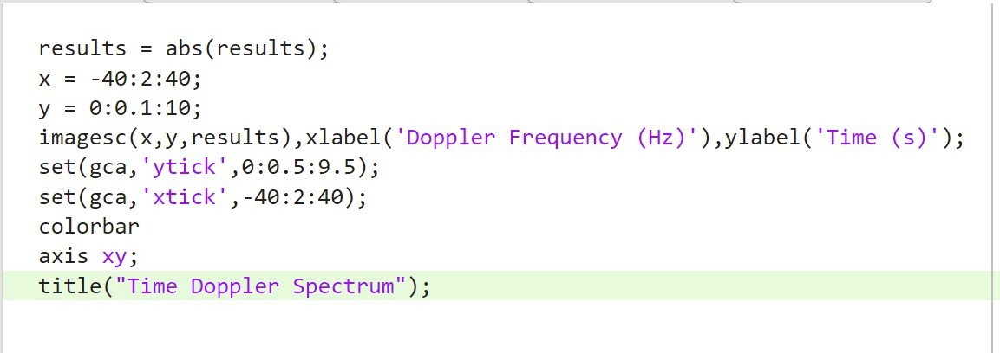 results = abs(results);
x = -40:2:40;
y = 0:0.1:10;
imagesc(x,y,results),xlabel('Doppler Frequency (Hz)'),ylabel('Time (s)');
set(gca,'ytick',0:0.5:9.5);
set(gca,'xtick',-40:2:40);
colorbar
axis xy;
title("Time Doppler Spectrum");